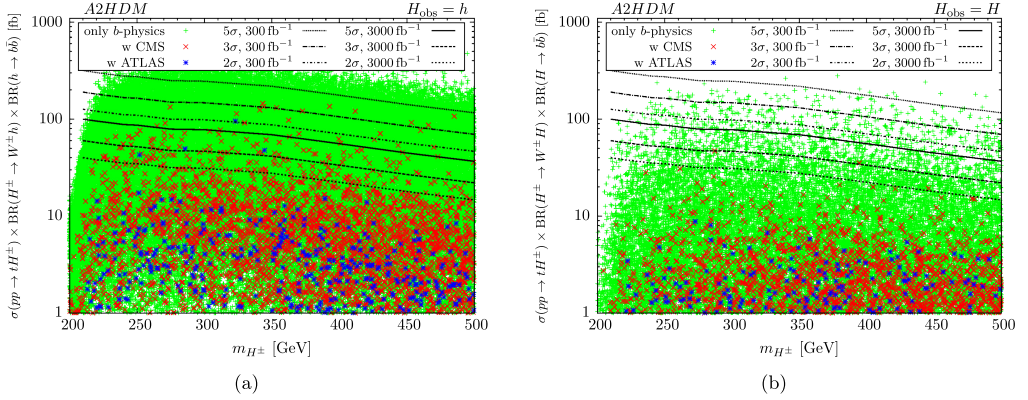 A2HDM
H_obs = h
σ(pp → tH^±) × BR(H^± → W^±h) × BR(h → bb̄) [fb]
1000
100
10
1
only b-physics
w CMS
w ATLAS
5σ, 300 fb⁻¹
3σ, 300 fb⁻¹
2σ, 300 fb⁻¹
5σ, 3000 fb⁻¹
3σ, 3000 fb⁻¹
2σ, 3000 fb⁻¹
200 250 300 350 400 450 500
m_H^± [GeV]
(a)
A2HDM
H_obs = H
σ(pp → tH^±) × BR(H^± → W^±H) × BR(H → bb̄) [fb]
1000
100
10
1
only b-physics
w CMS
w ATLAS
5σ, 300 fb⁻¹
3σ, 300 fb⁻¹
2σ, 300 fb⁻¹
5σ, 3000 fb⁻¹
3σ, 3000 fb⁻¹
2σ, 3000 fb⁻¹
200 250 300 350 400 450 500
m_H^± [GeV]
(b)